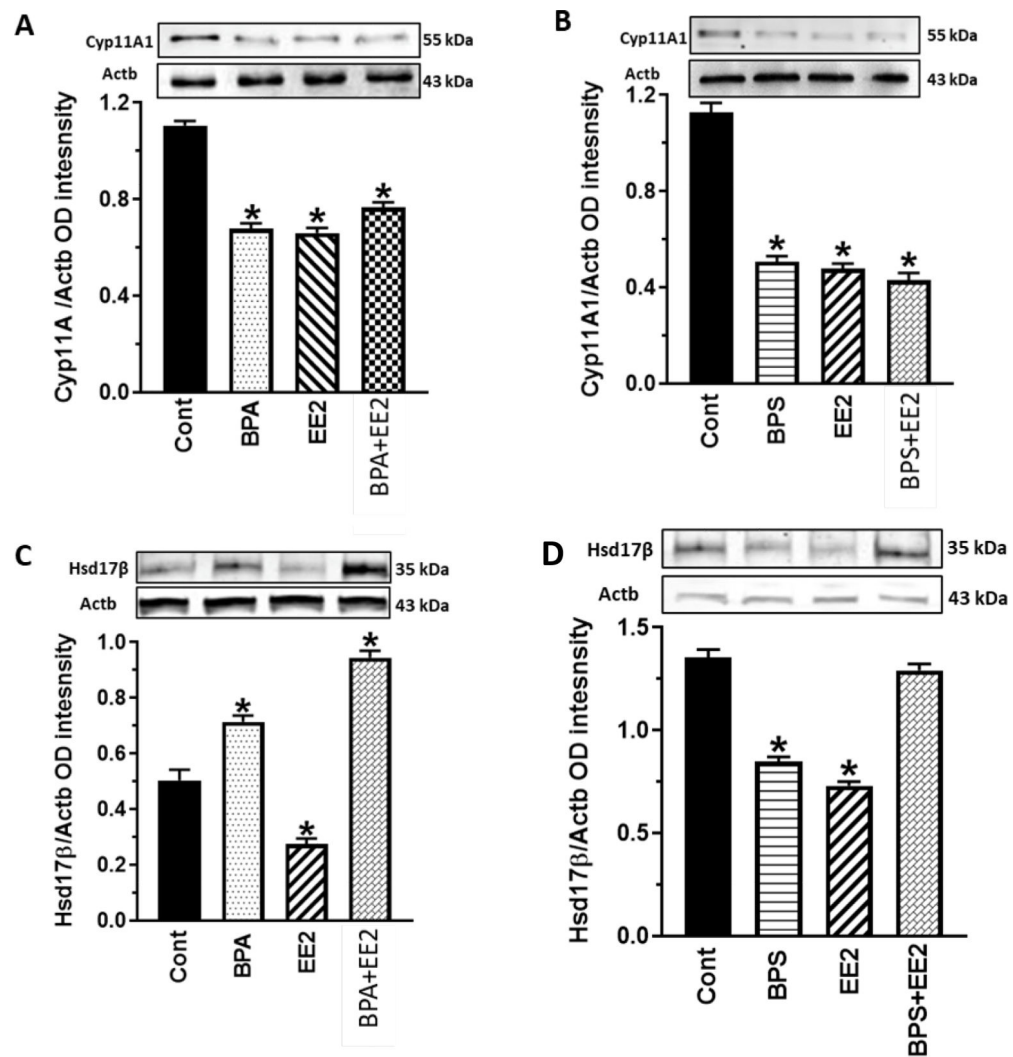 A
Cyp11A1
55 kDa
Actb
43 kDa
Cyp11A /Actb OD intesnsity
1.2
0.8
0.4
0.0
*
*
*
Cont
BPA
EE2
BPA+EE2
B
Cyp11A1
55 kDa
Actb
43 kDa
Cyp11A1/Actb OD intesnsity
1.2
0.8
0.4
0.0
*
*
*
Cont
BPS
EE2
BPS+EE2
C
Hsd17β
35 kDa
Actb
43 kDa
Hsd17β/Actb OD intesnsity
1.0
0.8
0.6
0.4
0.2
0.0
*
*
*
Cont
BPA
EE2
BPA+EE2
D
Hsd17β
35 kDa
Actb
43 kDa
Hsd17β/Actb OD intesnsity
1.5
1.0
0.5
0.0
*
*
Cont
BPS
EE2
BPS+EE2